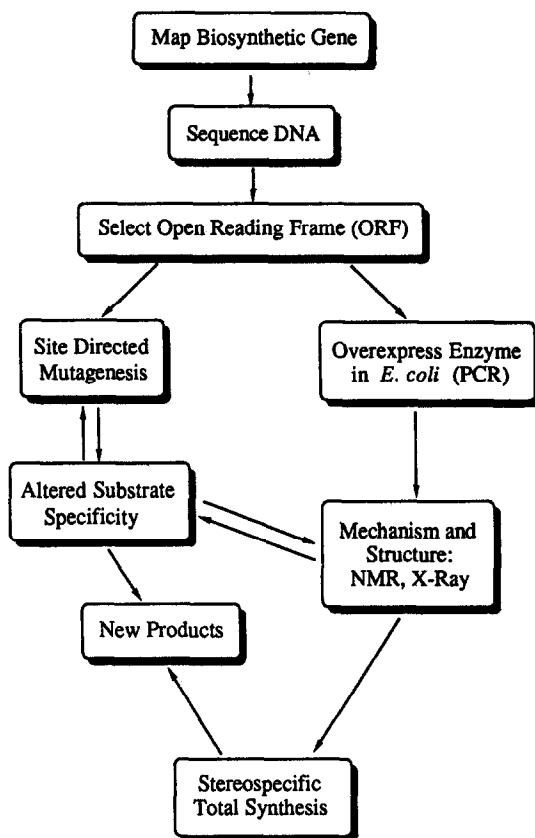 Map Biosynthetic Gene
Sequence DNA
Select Open Reading Frame (ORF)
Site Directed
Mutagenesis
Overexpress Enzyme
in E. coli (PCR)
Altered Substrate
Specificity
Mechanism and
Structure:
NMR, X-Ray
New Products
Stereospecific
Total Synthesis